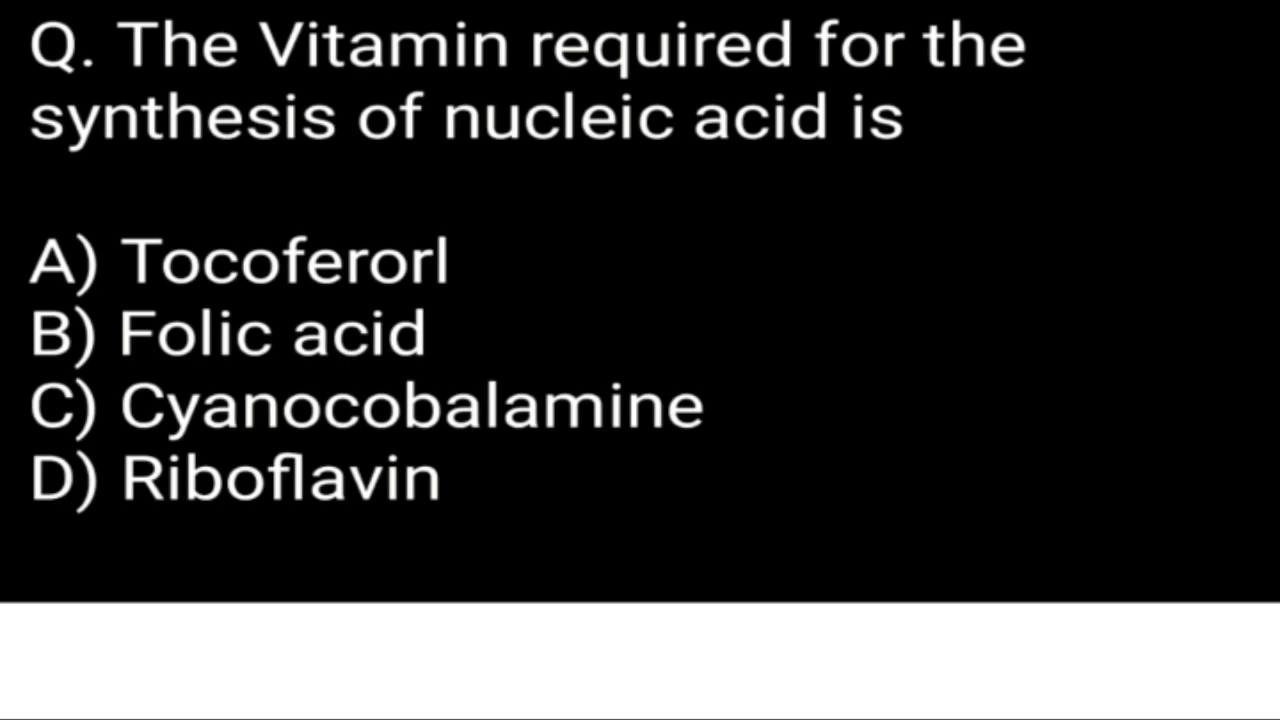 Q. The Vitamin required for the
synthesis of nucleic acid is
A) Tocoferorl
B) Folic acid
C) Cyanocobalamine
D) Riboflavin